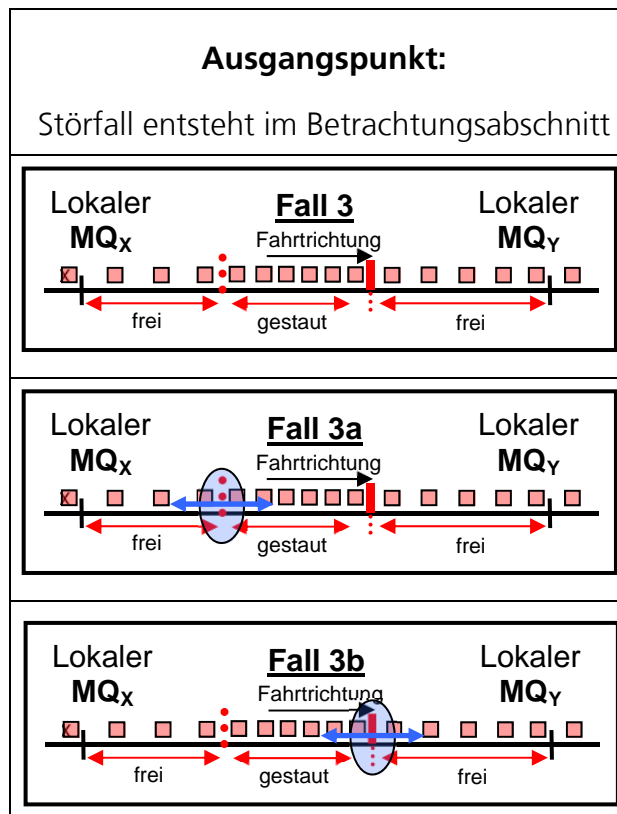 Ausgangspunkt:
Störfall entsteht im Betrachtungsabschnitt
Lokaler Fall 3 Lokaler
MQX Fahrtrichtung MQY
X
frei gestaut frei
Lokaler Fall 3a Lokaler
MQX Fahrtrichtung MQY
X
frei gestaut frei
Lokaler Fall 3b Lokaler
MQX Fahrtrichtung MQY
X
frei gestaut frei